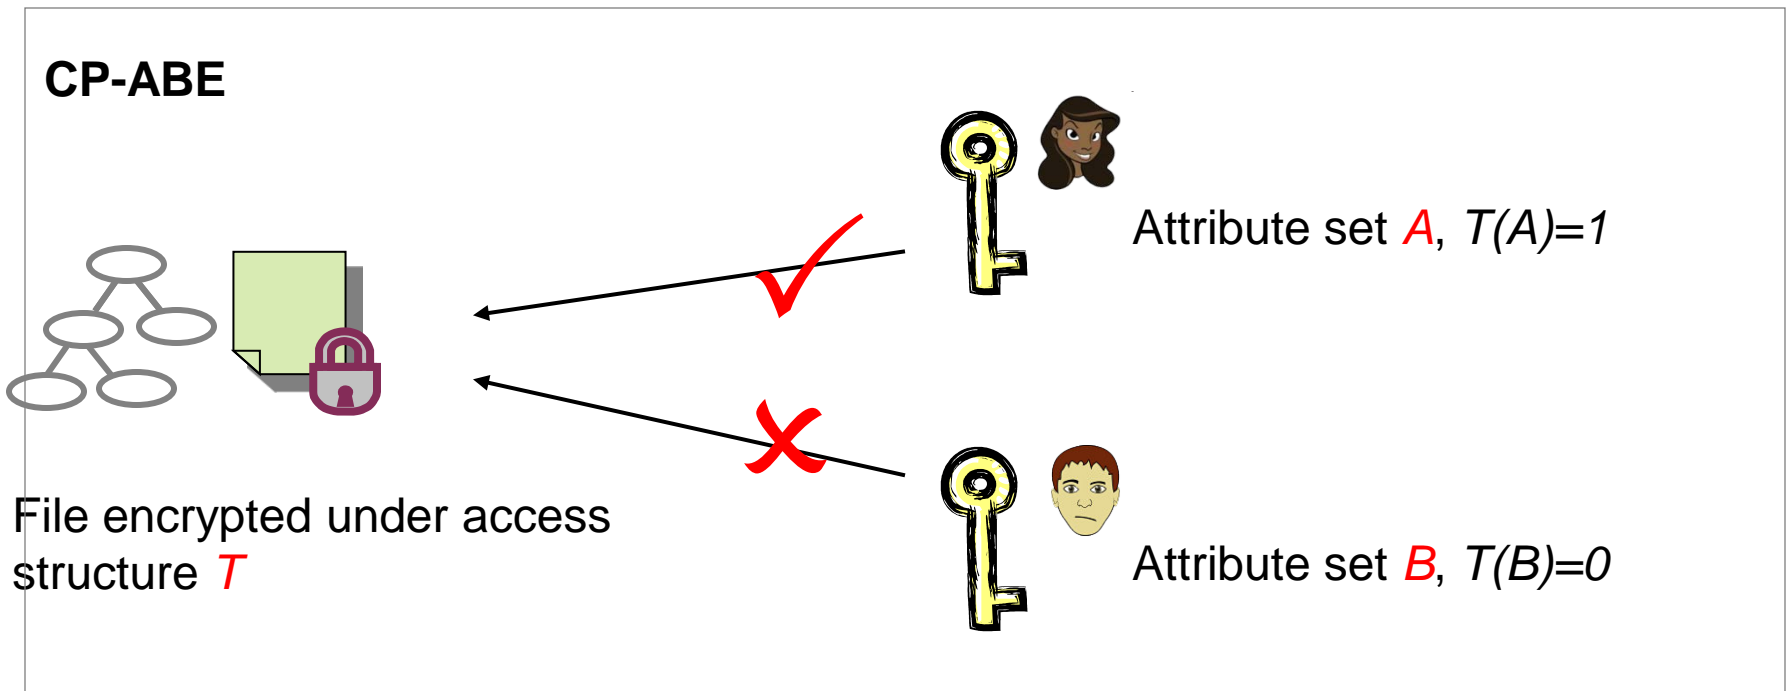 CP-ABE
Attribute set A, T(A)=1
File encrypted under access
structure T
Attribute set B, T(B)=0